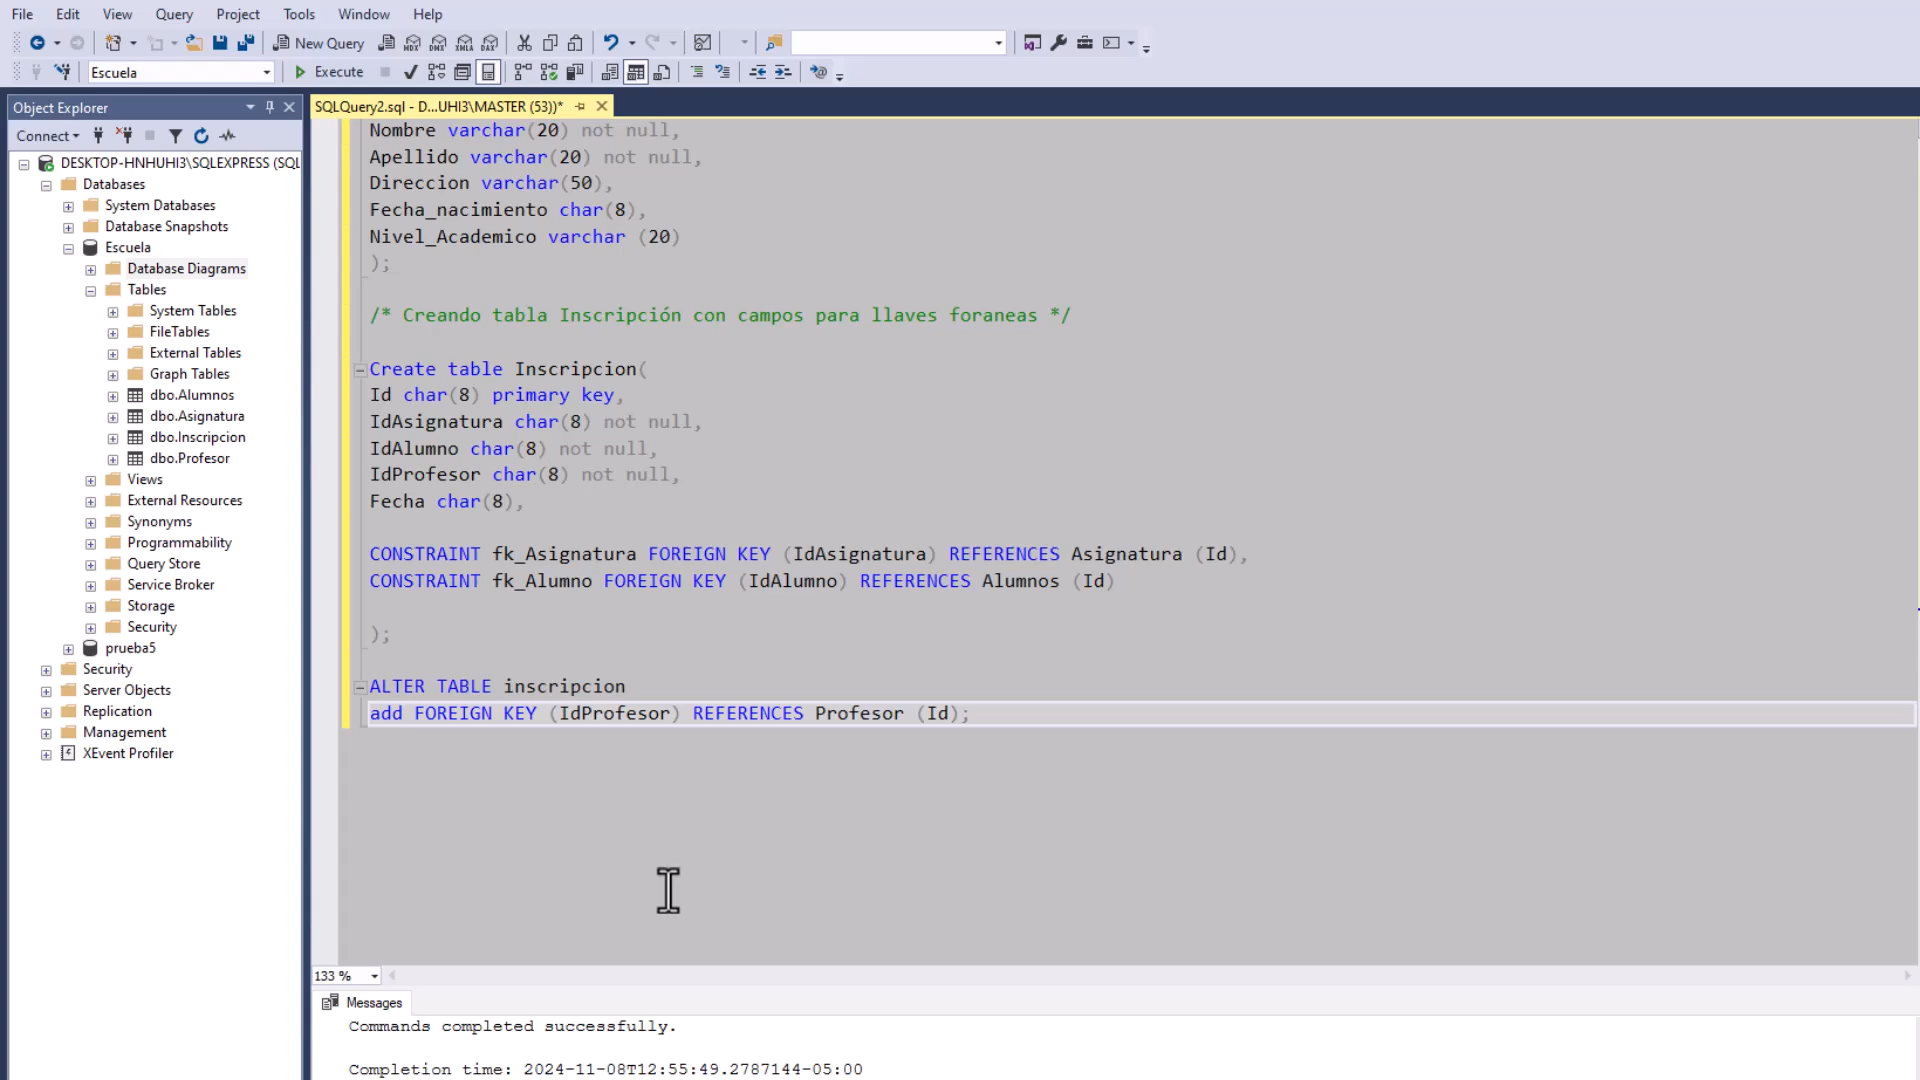 File Edit View Query Project Tools Window Help
New Query MDX DMX XMLA DAX
Escuela Execute
Object Explorer
Connect
DESKTOP-HNHUHI3\SQLEXPRESS (SQL
Databases
System Databases
Database Snapshots
Escuela
Database Diagrams
Tables
System Tables
FileTables
External Tables
Graph Tables
dbo.Alumnos
dbo.Asignatura
dbo.Inscripcion
dbo.Profesor
Views
External Resources
Synonyms
Programmability
Query Store
Service Broker
Storage
Security
prueba5
Security
Server Objects
Replication
Management
XEvent Profiler
SQLQuery2.sql - D...UHI3\MASTER (53))*
Nombre varchar(20) not null,
Apellido varchar(20) not null,
Direccion varchar(50),
Fecha_nacimiento char(8),
Nivel_Academico varchar (20)
);
/* Creando tabla Inscripción con campos para llaves foraneas */
Create table Inscripcion(
Id char(8) primary key,
IdAsignatura char(8) not null,
IdAlumno char(8) not null,
IdProfesor char(8) not null,
Fecha char(8),
CONSTRAINT fk_Asignatura FOREIGN KEY (IdAsignatura) REFERENCES Asignatura (Id),
CONSTRAINT fk_Alumno FOREIGN KEY (IdAlumno) REFERENCES Alumnos (Id)
);
ALTER TABLE inscripcion
add FOREIGN KEY (IdProfesor) REFERENCES Profesor (Id);
133 %
Messages
Commands completed successfully.
Completion time: 2024-11-08T12:55:49.2787144-05:00